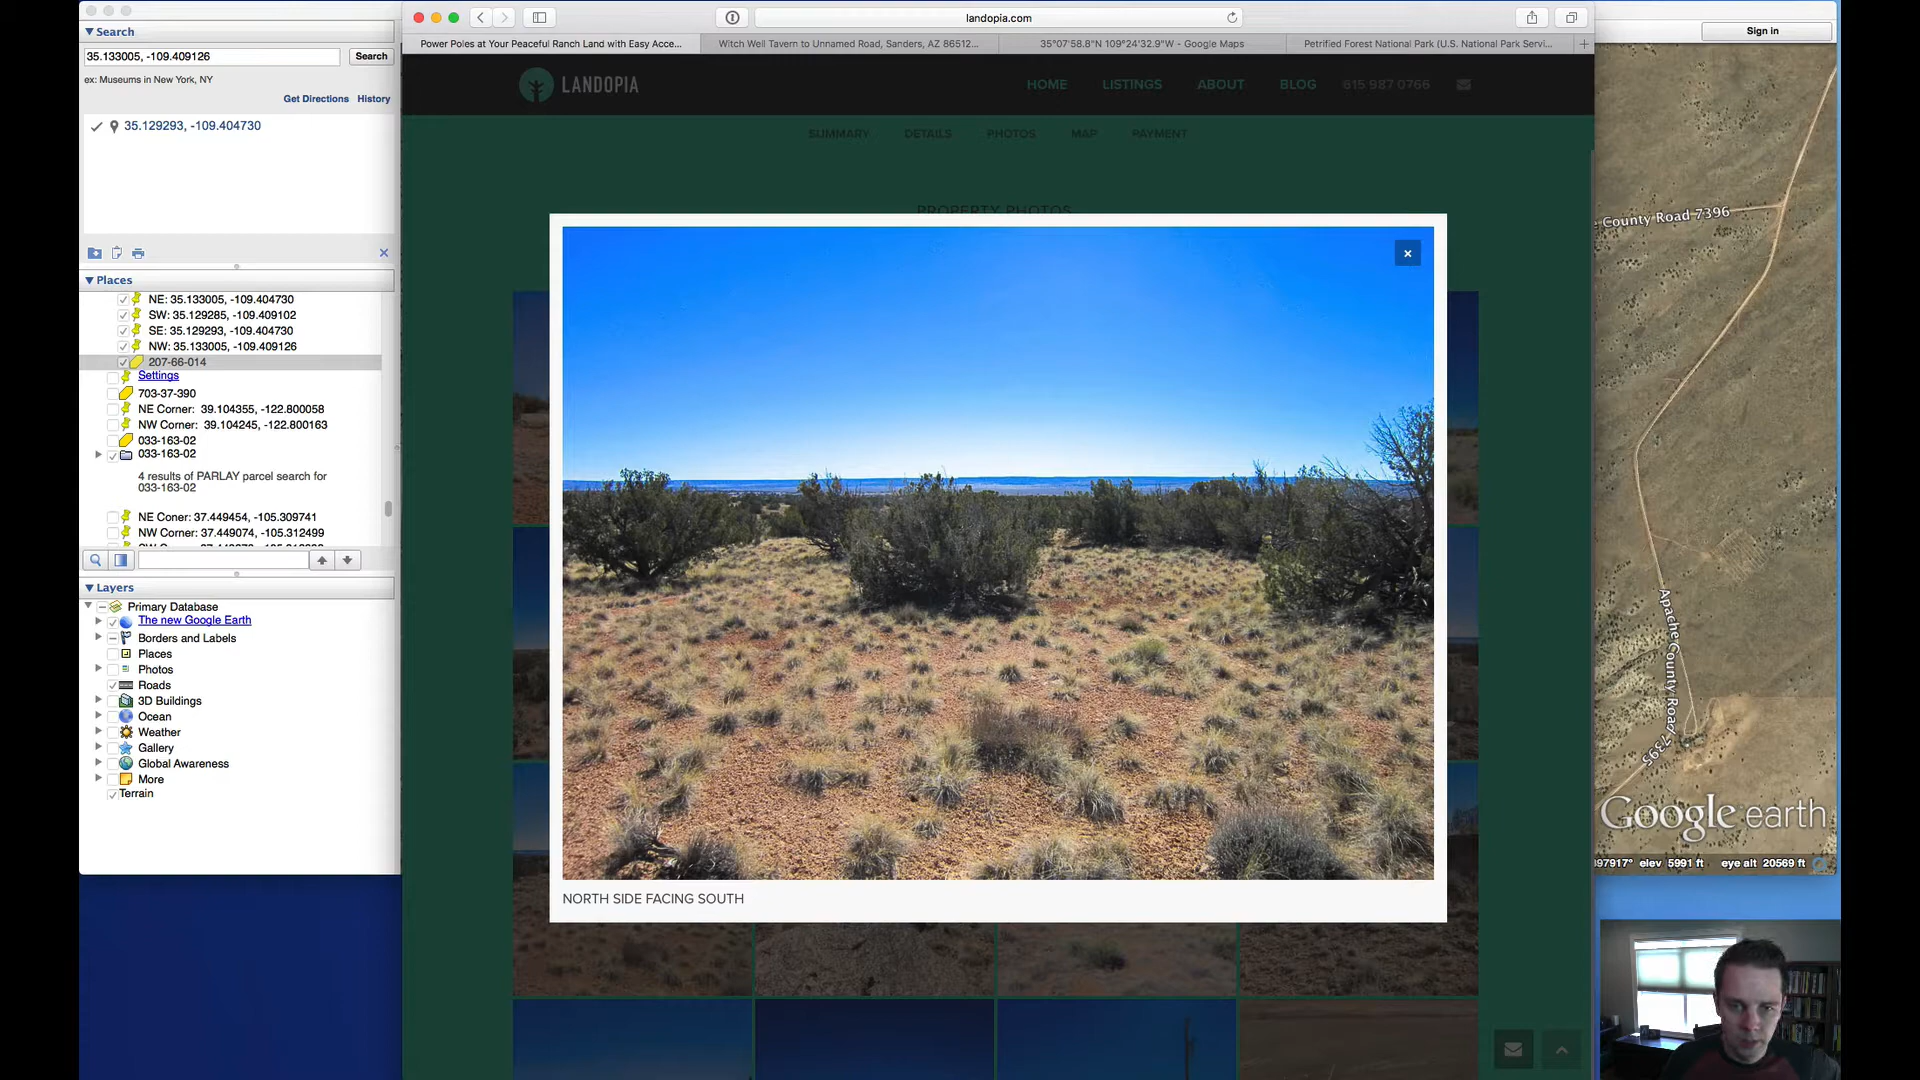 Search
35.133005, -109.409126
Search
ex: Museums in New York, NY
Get Directions
History
35.129293, -109.404730
Places
NE: 35.133005, -109.404730
SW: 35.129285, -109.409102
SE: 35.129293, -109.404730
NW: 35.133005, -109.409126
207-66-014
Settings
703-37-390
NE Corner: 39.104355, -122.800058
NW Corner: 39.104245, -122.800163
033-163-02
033-163-02
4 results of PARLAY parcel search for
033-163-02
NE Coner: 37.449454, -105.309741
NW Corner: 37.449074, -105.312499
Layers
Primary Database
The new Google Earth
Borders and Labels
Places
Photos
Roads
3D Buildings
Ocean
Weather
Gallery
Global Awareness
More
Terrain
landopia.com
Power Poles at Your Peaceful Ranch Land with Easy Acce...
Witch Well Tavern to Unnamed Road, Sanders, AZ 86512...
35°07'58.8"N 109°24'32.9"W - Google Maps
Petrified Forest National Park (U.S. National Park Servi...
LANDOPIA
HOME
LISTINGS
ABOUT
BLOG
615 987 0766
SUMMARY
DETAILS
PHOTOS
MAP
PAYMENT
PROPERTY PHOTOS
NORTH SIDE FACING SOUTH
Sign in
County Road 7396
Apache County Road 7395
Google earth
97917° elev 5991 ft eye alt 20569 ft